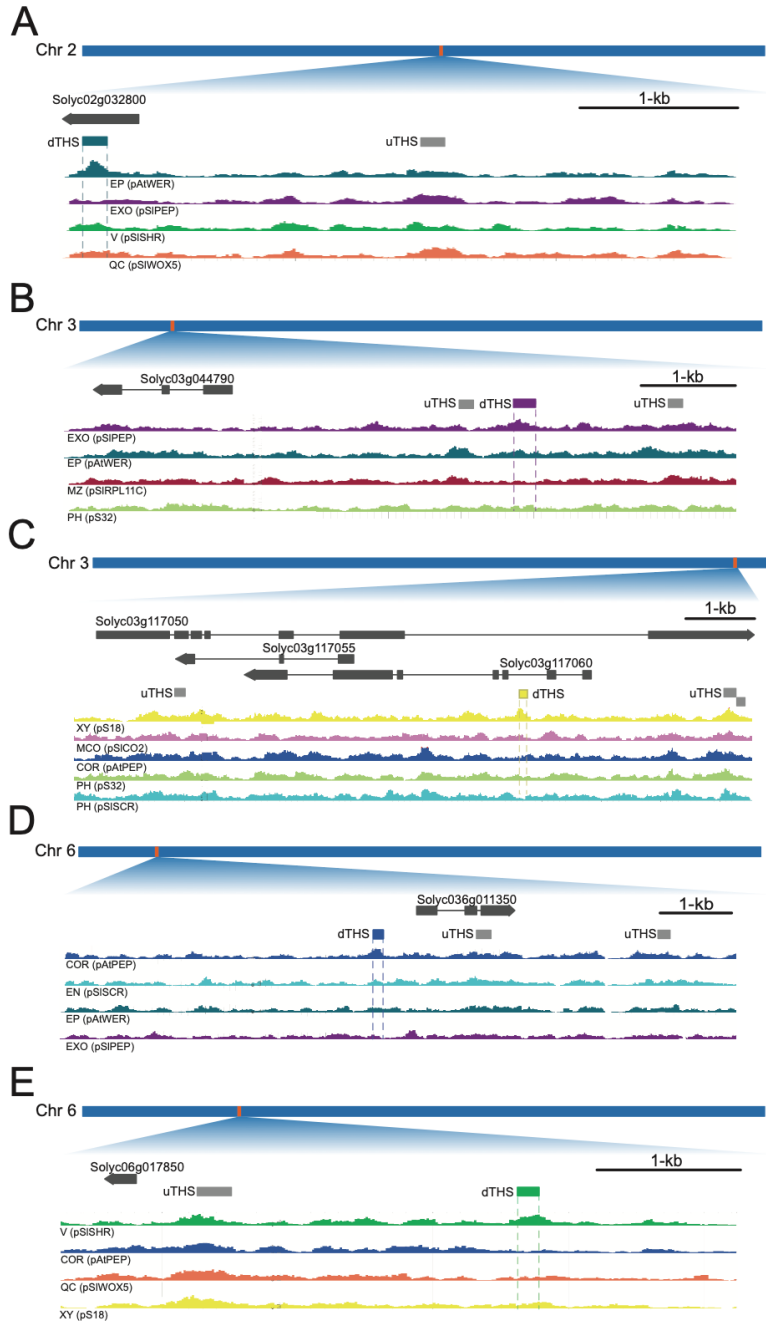 A
Chr 2
Solyc02g032800
1-kb
dTHS
uTHS
EP (pAtWER)
EXO (pSlPEP)
V (pSlSHR)
QC (pSlWOX5)
B
Chr 3
Solyc03g044790
1-kb
uTHS dTHS uTHS
EXO (pSlPEP)
EP (pAtWER)
MZ (pSlRPL11C)
PH (pS32)
C
Chr 3
1-kb
Solyc03g117050
Solyc03g117055
Solyc03g117060
uTHS dTHS uTHS
XY (pS18)
MCO (pSlCO2)
COR (pAtPEP)
PH (pS32)
PH (pSlSCR)
D
Chr 6
Solyc036g011350
1-kb
dTHS uTHS uTHS
COR (pAtPEP)
EN (pSlSCR)
EP (pAtWER)
EXO (pSlPEP)
E
Chr 6
Solyc06g017850
1-kb
uTHS dTHS
V (pSlSHR)
COR (pAtPEP)
QC (pSlWOX5)
XY (pS18)